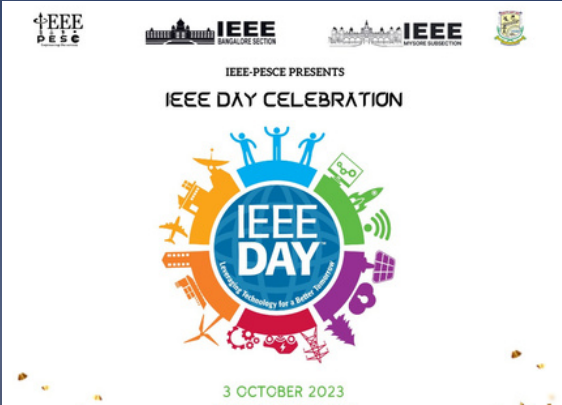 IEEE
PESC
IEEE
BANGALORE SECTION
IEEE
MYSORE SUBSECTION
IEEE-PESCE PRESENTS
IEEE DAY CELEBRATION
IEEE
DAY™
Leveraging Technology for a Better Tomorrow
3 OCTOBER 2023